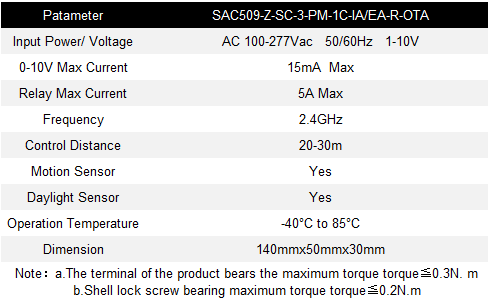 Patameter SAC509-Z-SC-3-PM-1C-IA/EA-R-OTA
Input Power/ Voltage AC 100-277Vac 50/60Hz 1-10V
0-10V Max Current 15mA Max
Relay Max Current 5A Max
Frequency 2.4GHz
Control Distance 20-30m
Motion Sensor Yes
Daylight Sensor Yes
Operation Temperature -40°C to 85°C
Dimension 140mmx50mmx30mm
Note：a.The terminal of the product bears the maximum torque torque≦0.3N. m
b.Shell lock screw bearing maximum torque torque≦0.2N.m